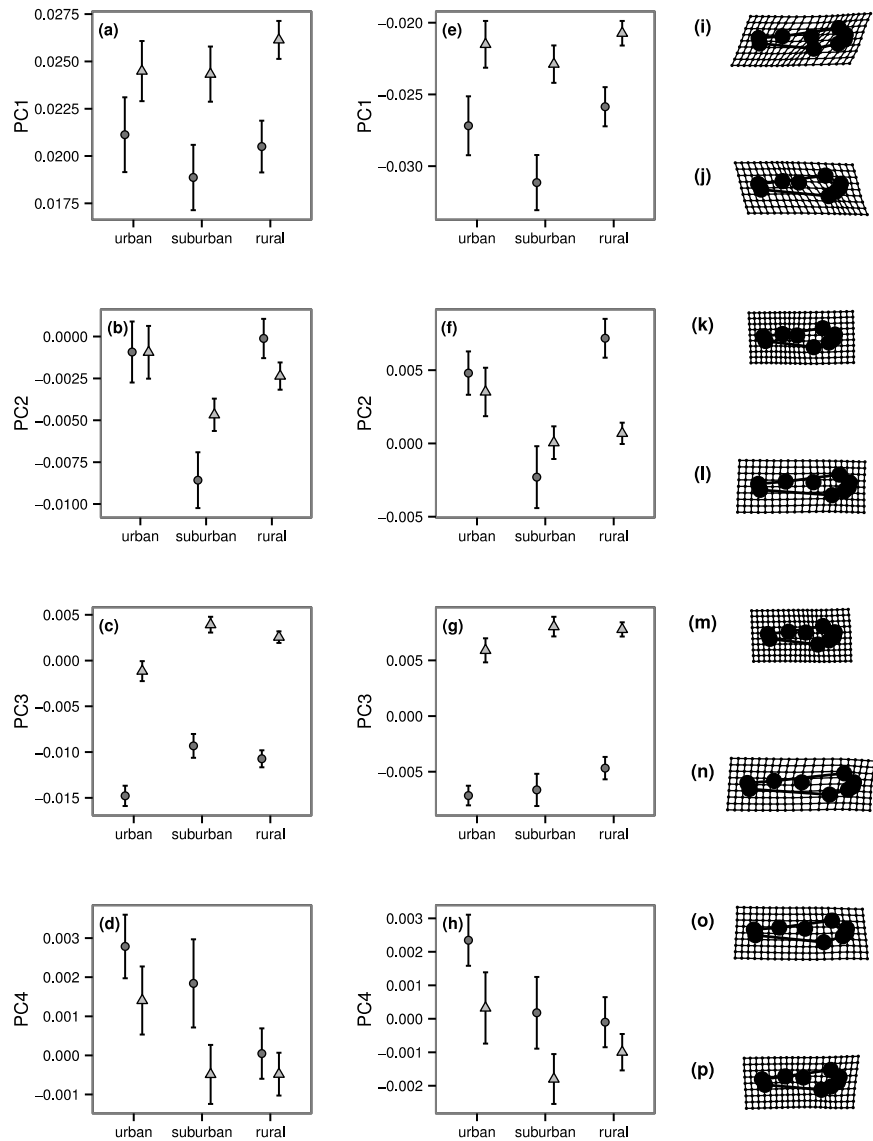 (a)
PC1
0.0275
0.0250
0.0225
0.0200
0.0175
urban suburban rural
(e)
PC1
−0.020
−0.025
−0.030
urban suburban rural
(i)
(j)
(b)
PC2
0.0000
−0.0025
−0.0050
−0.0075
−0.0100
urban suburban rural
(f)
PC2
0.005
0.000
−0.005
urban suburban rural
(k)
(l)
(c)
PC3
0.005
0.000
−0.005
−0.010
−0.015
urban suburban rural
(g)
PC3
0.005
0.000
−0.005
urban suburban rural
(m)
(n)
(d)
PC4
0.003
0.002
0.001
0.000
−0.001
urban suburban rural
(h)
PC4
0.003
0.002
0.001
0.000
−0.001
−0.002
urban suburban rural
(o)
(p)